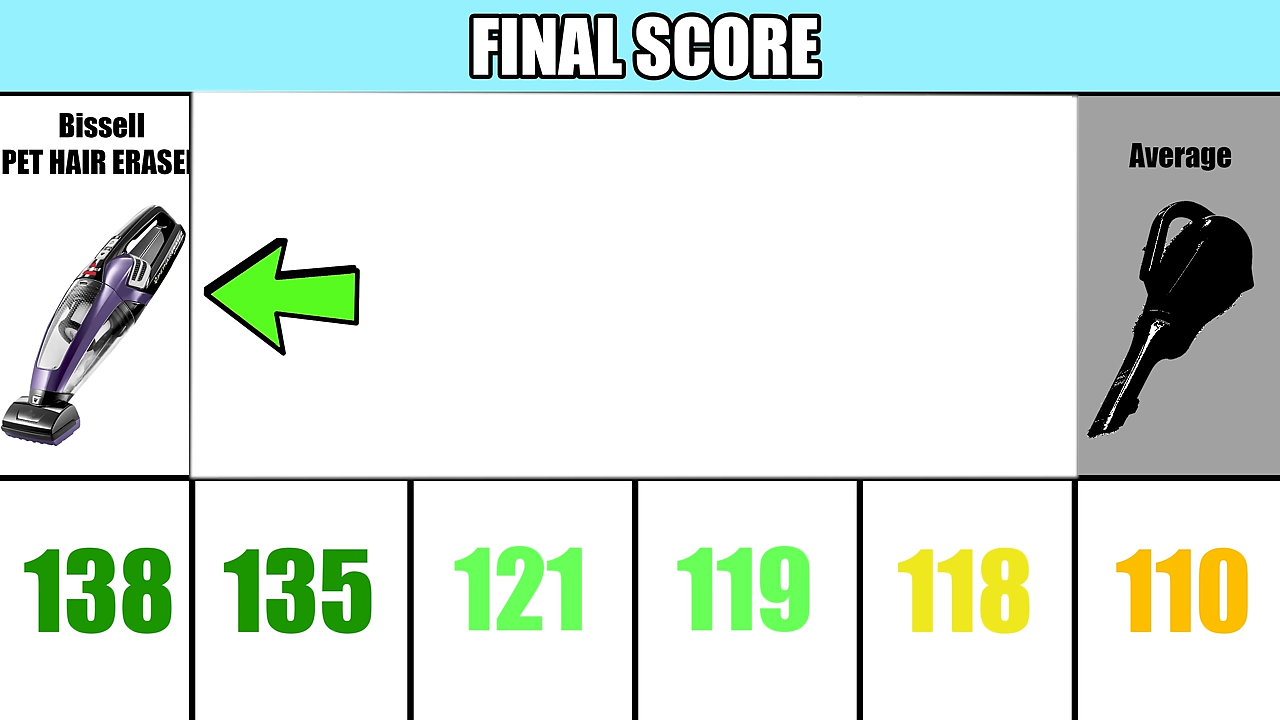 FINAL SCORE
Bissell
PET HAIR ERASE
Average
138 135 121 119 118 110